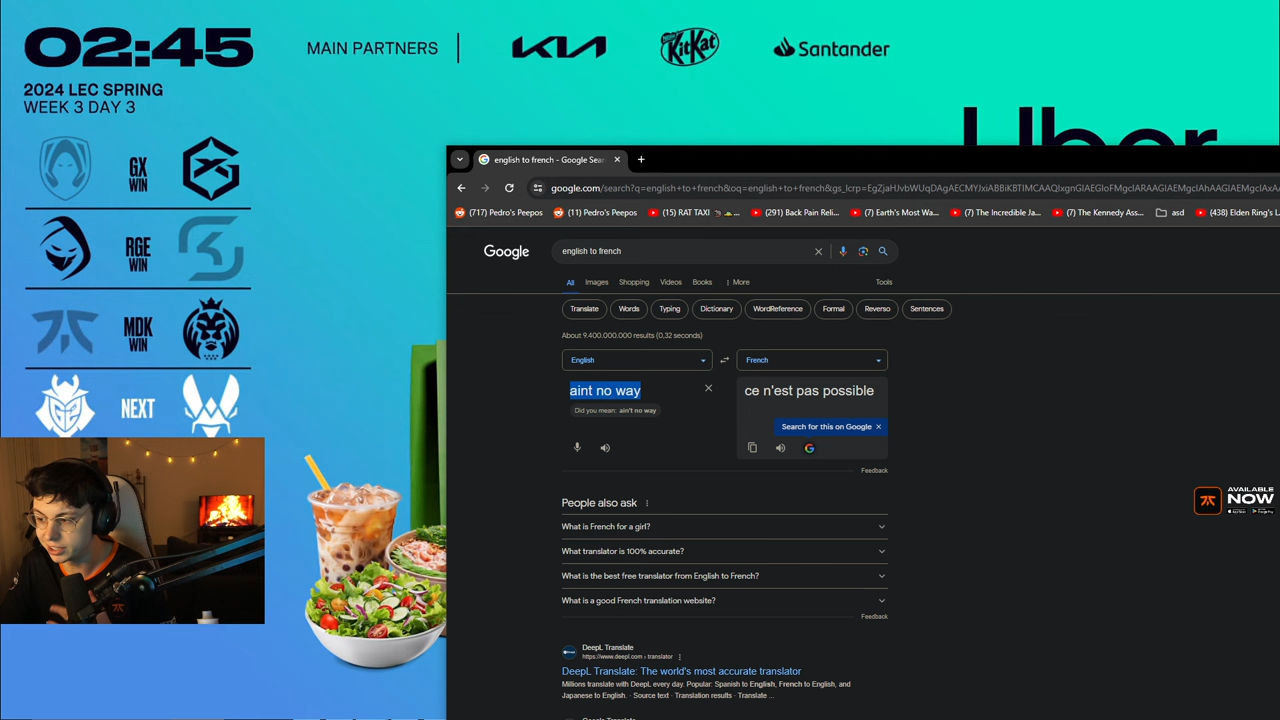 02:45
MAIN PARTNERS
KIA
KitKat
Santander
2024 LEC SPRING
WEEK 3 DAY 3
GX
WIN
RGE
WIN
MDK
WIN
NEXT
Uber
english to french - Google Sear
google.com/search?q=english+to+french&oq=english+to+french&gs_lcrp=
(717) Pedro's Peepos
(11) Pedro's Peepos
(15) RAT TAXI
(291) Back Pain Reli...
(7) Earth's Most Wa...
(7) The Incredible Ja...
(7) The Kennedy Ass...
asd
(438) Elden Ring's 
Google
english to french
All
Images
Shopping
Videos
Books
More
Tools
Translate
Words
Typing
Dictionary
WordReference
Formal
Reverso
Sentences
About 9.400.000.000 results (0,32 seconds)
English
French
aint no way
ce n'est pas possible
Did you mean: ain't no way
Search for this on Google
Feedback
AVAILABLE
NOW
People also ask
What is French for a girl?
What translator is 100% accurate?
What is the best free translator from English to French?
What is a good French translation website?
Feedback
DeepL Translate
https://www.deepl.com › translator
DeepL Translate: The world's most accurate translator
Millions translate with DeepL every day. Popular: Spanish to English, French to English, and
Japanese to English. · Source text · Translation results · Translate ...